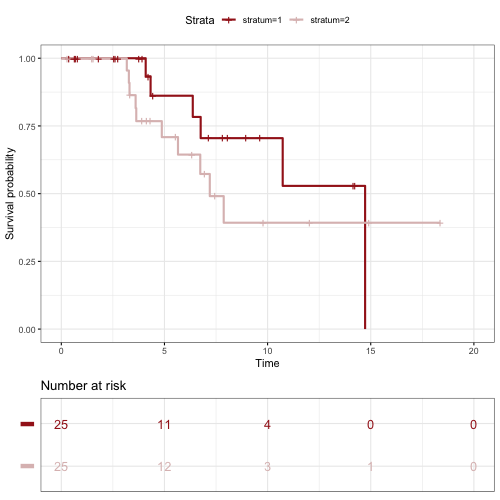 Strata stratum=1 stratum=2
1.00
0.75
0.50
0.25
0.00
Survival probability
0 5 10 15 20
Time
Number at risk
25 11 4 0 0
25 12 3 1 0